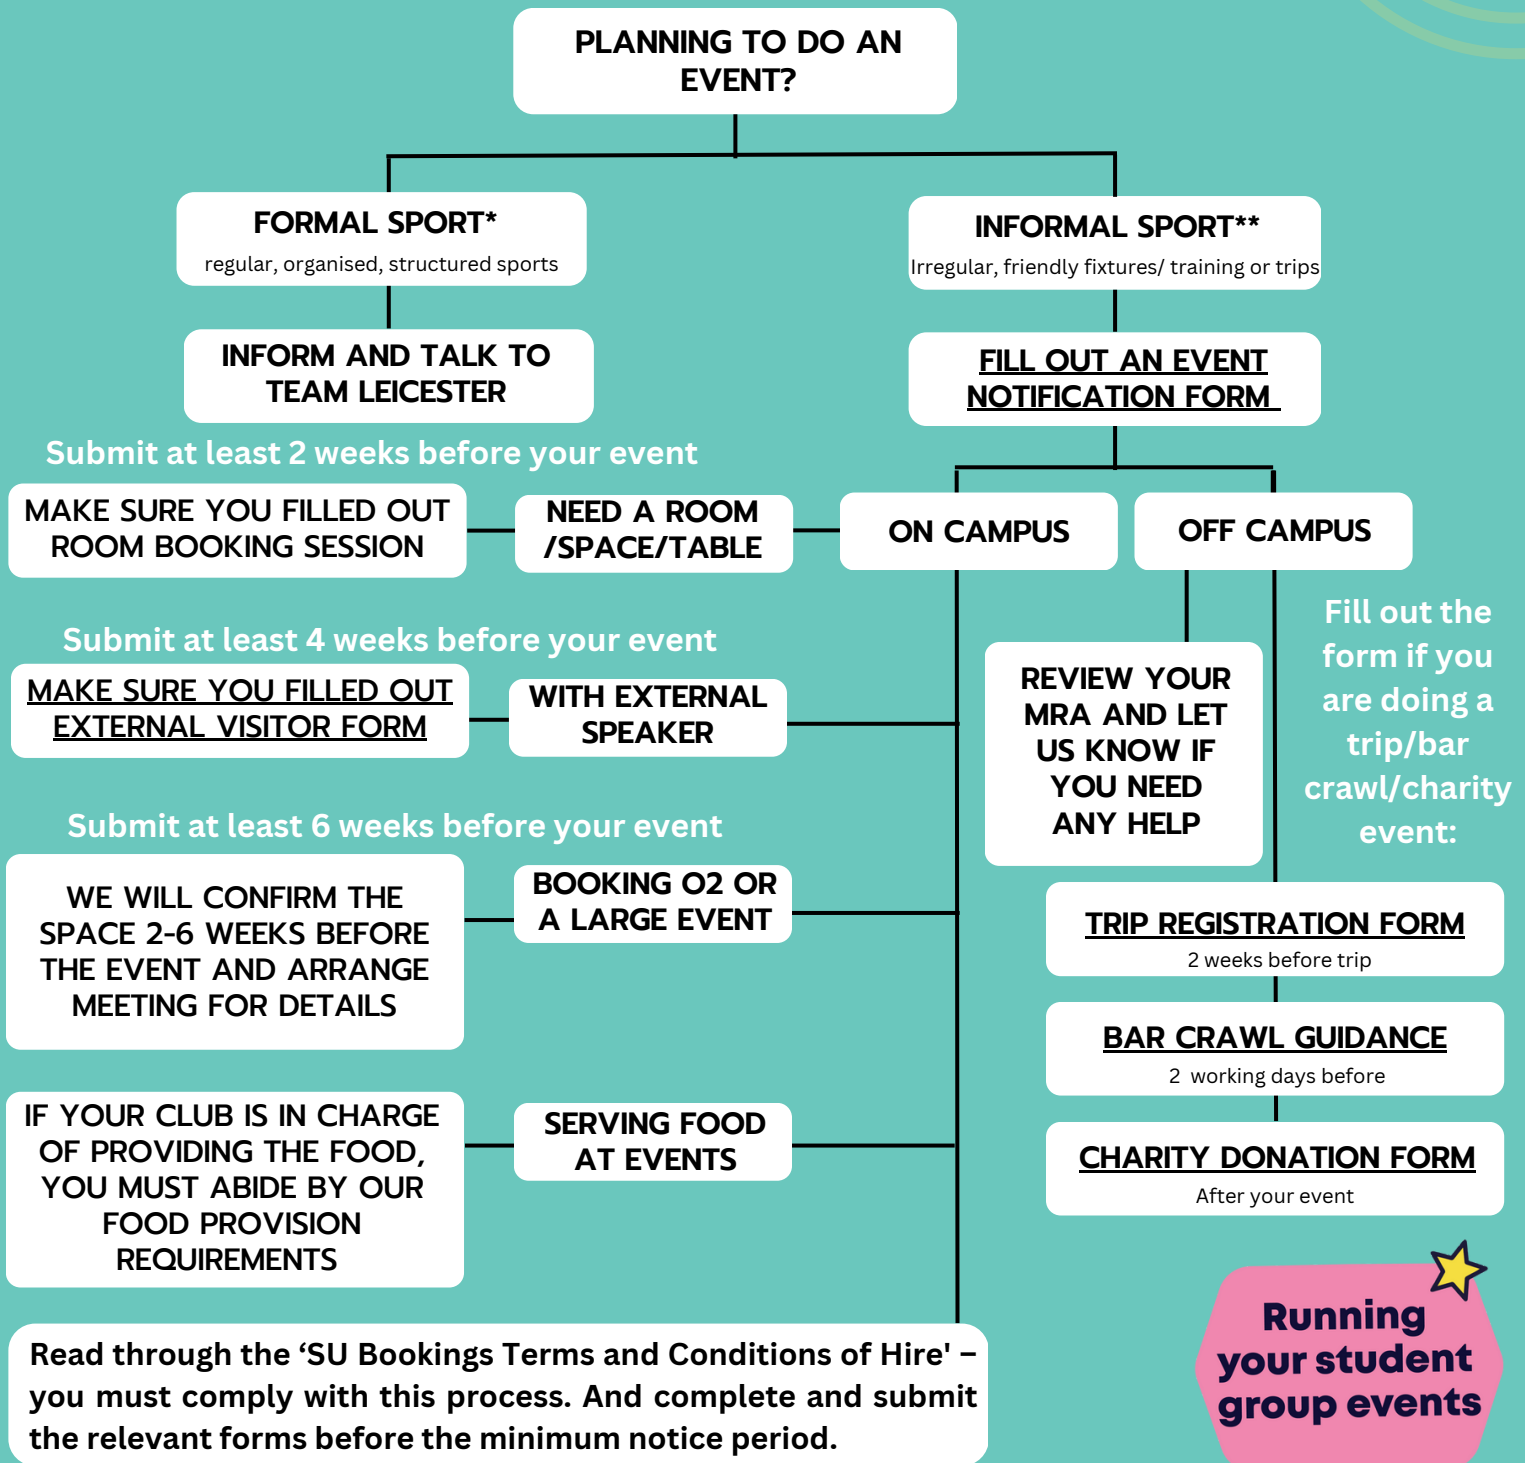 PLANNING TO DO AN
EVENT?
FORMAL SPORT*
regular, organised, structured sports
INFORMAL SPORT**
Irregular, friendly fixtures/ training or trips
INFORM AND TALK TO
TEAM LEICESTER
FILL OUT AN EVENT
NOTIFICATION FORM
Submit at least 2 weeks before your event
MAKE SURE YOU FILLED OUT
ROOM BOOKING SESSION
NEED A ROOM
/SPACE/TABLE
ON CAMPUS
OFF CAMPUS
Submit at least 4 weeks before your event
MAKE SURE YOU FILLED OUT
EXTERNAL VISITOR FORM
WITH EXTERNAL
SPEAKER
REVIEW YOUR
MRA AND LET
US KNOW IF
YOU NEED
ANY HELP
Fill out the
form if you
are doing a
trip/bar
crawl/charity
event:
Submit at least 6 weeks before your event
WE WILL CONFIRM THE
SPACE 2-6 WEEKS BEFORE
THE EVENT AND ARRANGE
MEETING FOR DETAILS
BOOKING O2 OR
A LARGE EVENT
TRIP REGISTRATION FORM
2 weeks before trip
BAR CRAWL GUIDANCE
2 working days before
CHARITY DONATION FORM
After your event
IF YOUR CLUB IS IN CHARGE
OF PROVIDING THE FOOD,
YOU MUST ABIDE BY OUR
FOOD PROVISION
REQUIREMENTS
SERVING FOOD
AT EVENTS
Read through the ‘SU Bookings Terms and Conditions of Hire' –
you must comply with this process. And complete and submit
the relevant forms before the minimum notice period.
Running
your student
group events